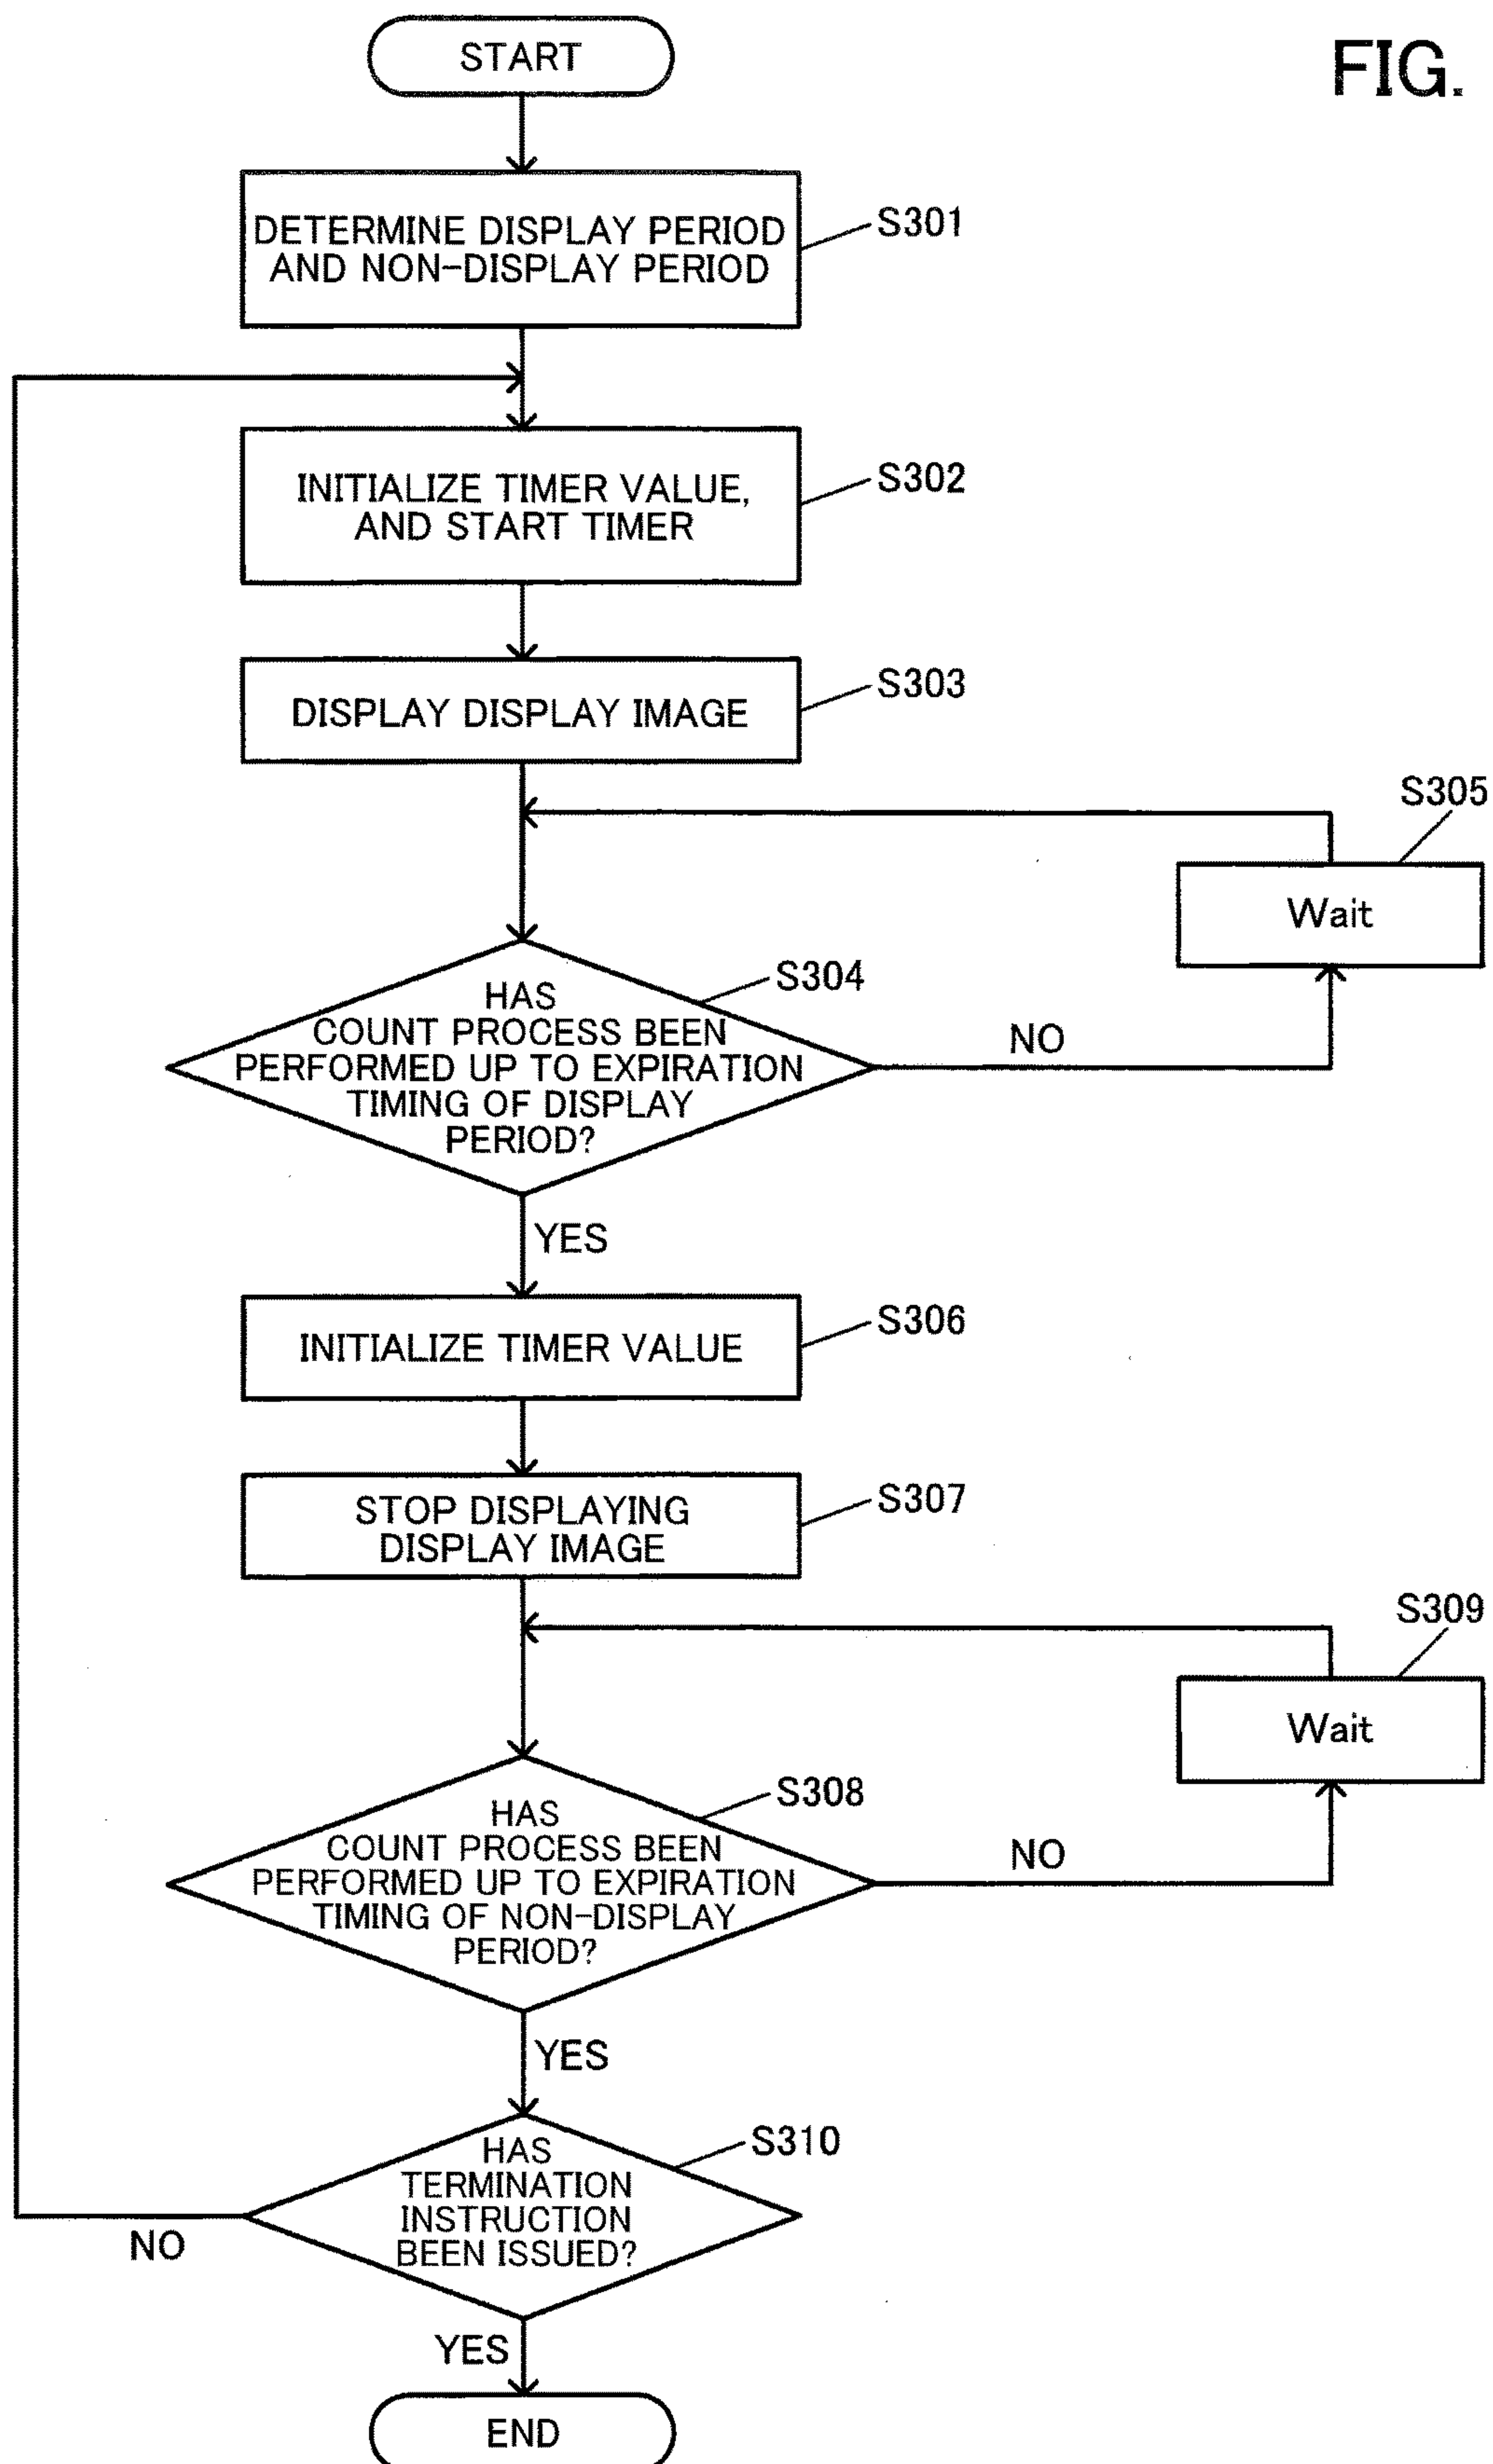 START
FIG.
DETERMINE DISPLAY PERIOD
AND NON-DISPLAY PERIOD
S301
INITIALIZE TIMER VALUE,
AND START TIMER
S302
DISPLAY DISPLAY IMAGE
S303
S305
Wait
S304
HAS
COUNT PROCESS BEEN
PERFORMED UP TO EXPIRATION
TIMING OF DISPLAY
PERIOD?
NO
YES
INITIALIZE TIMER VALUE
S306
STOP DISPLAYING
DISPLAY IMAGE
S307
S309
Wait
S308
HAS
COUNT PROCESS BEEN
PERFORMED UP TO EXPIRATION
TIMING OF NON-DISPLAY
PERIOD?
NO
YES
S310
HAS
TERMINATION
INSTRUCTION
BEEN ISSUED?
NO
YES
END